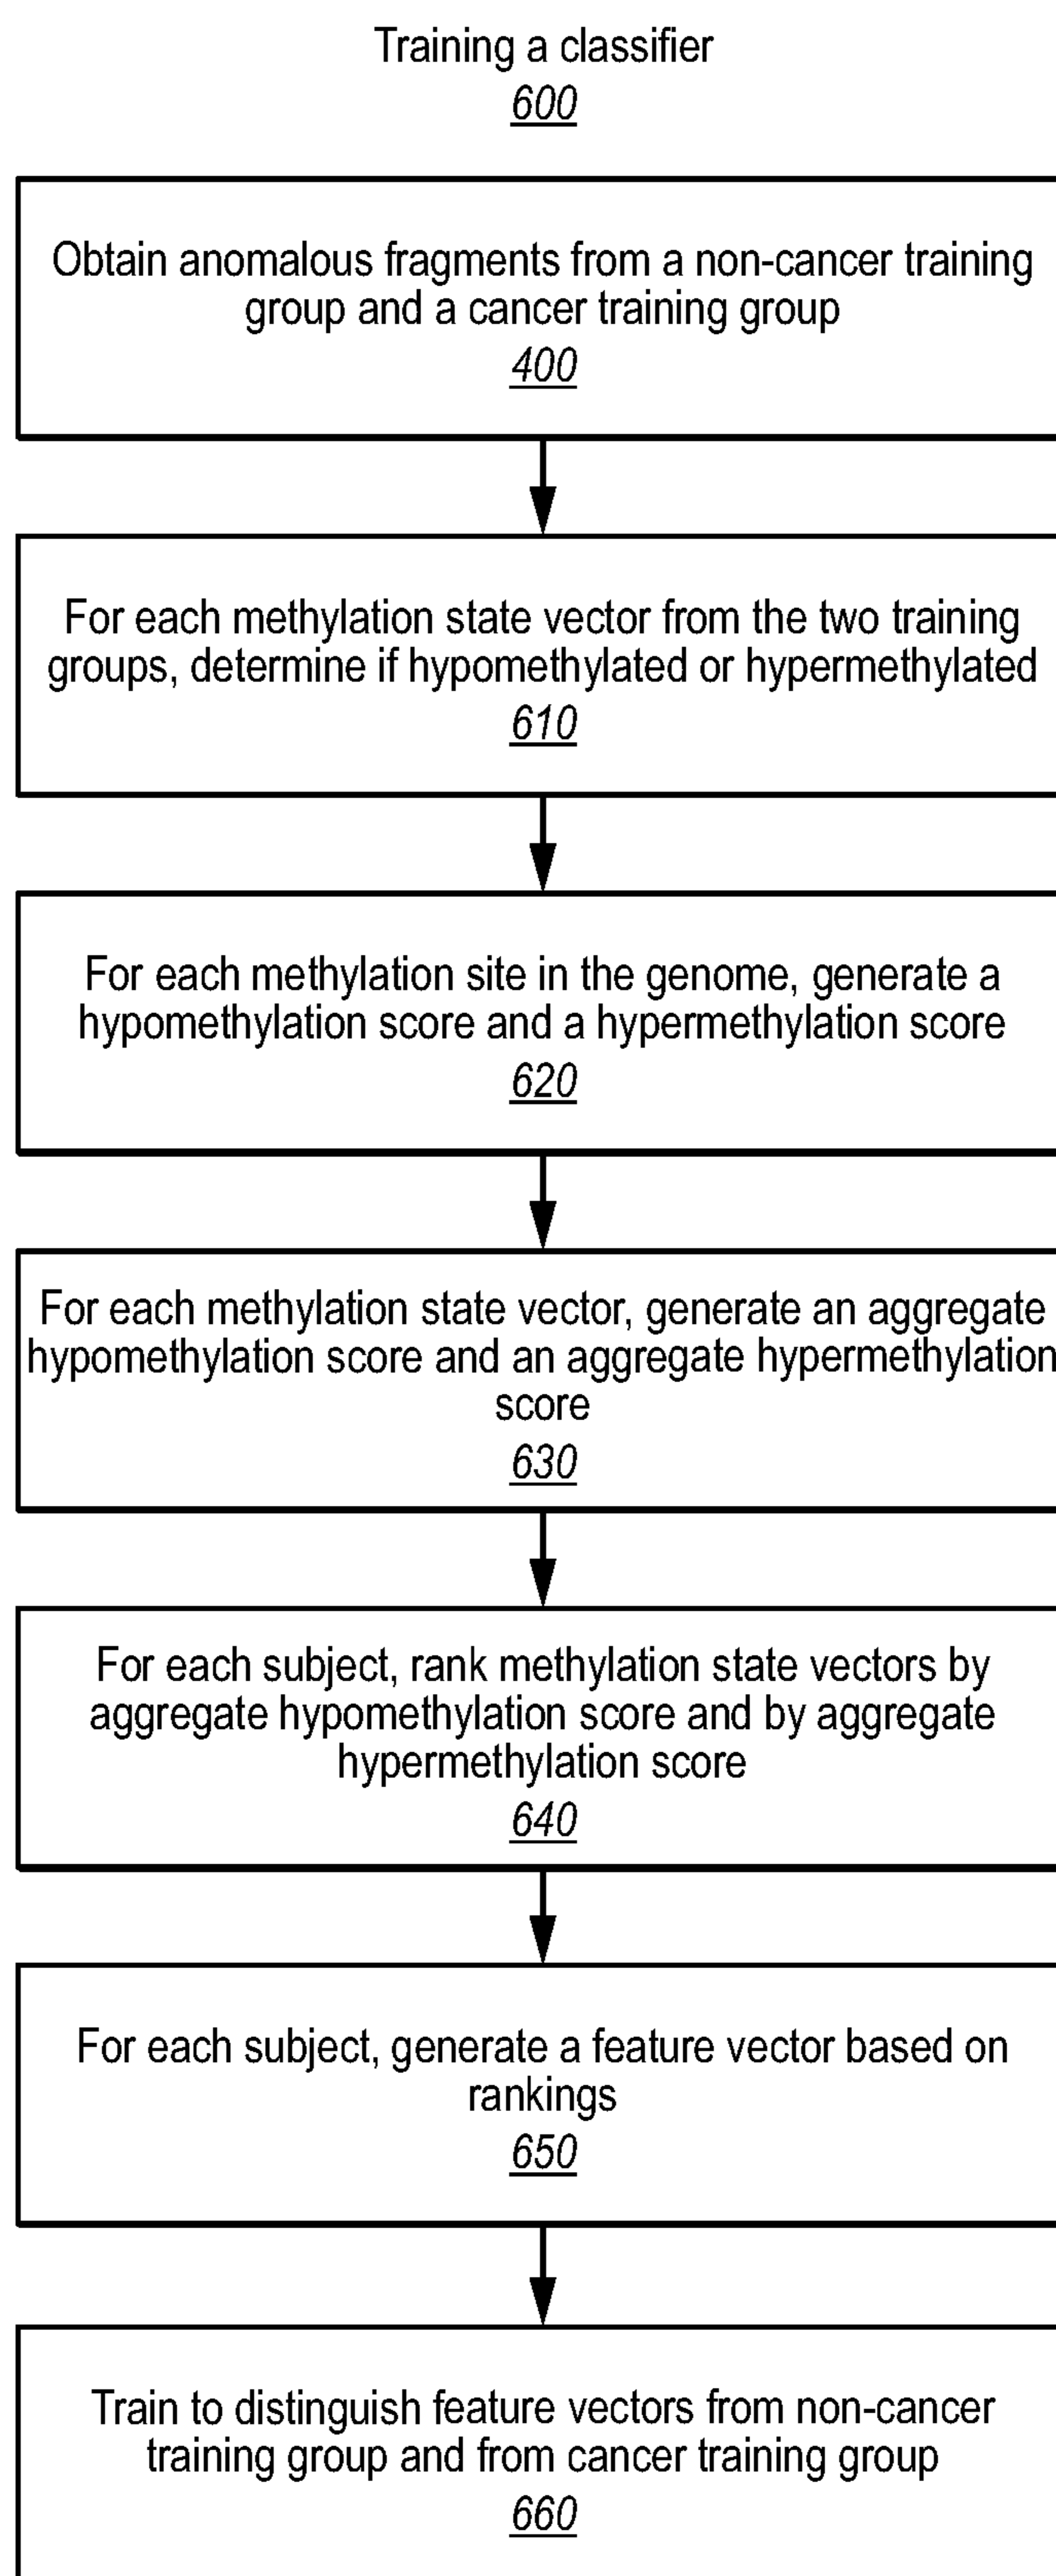 Training a classifier
600
Obtain anomalous fragments from a non-cancer training
group and a cancer training group
400
For each methylation state vector from the two training
groups, determine if hypomethylated or hypermethylated
610
For each methylation site in the genome, generate a
hypomethylation score and a hypermethylation score
620
For each methylation state vector, generate an aggregate
hypomethylation score and an aggregate hypermethylation
score
630
For each subject, rank methylation state vectors by
aggregate hypomethylation score and by aggregate
hypermethylation score
640
For each subject, generate a feature vector based on
rankings
650
Train to distinguish feature vectors from non-cancer
training group and from cancer training group
660